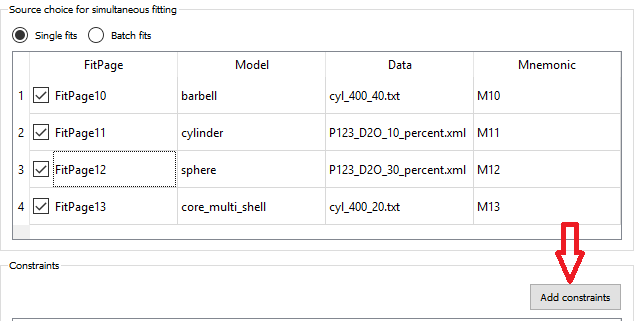 Source choice for simultaneous fitting
Single fits Batch fits
FitPage Model Data Mnemonic
1 FitPage10 barbell cyl_400_40.txt M10
2 FitPage11 cylinder P123_D2O_10_percent.xml M11
3 FitPage12 sphere P123_D2O_30_percent.xml M12
4 FitPage13 core_multi_shell cyl_400_20.txt M13
Constraints
Add constraints